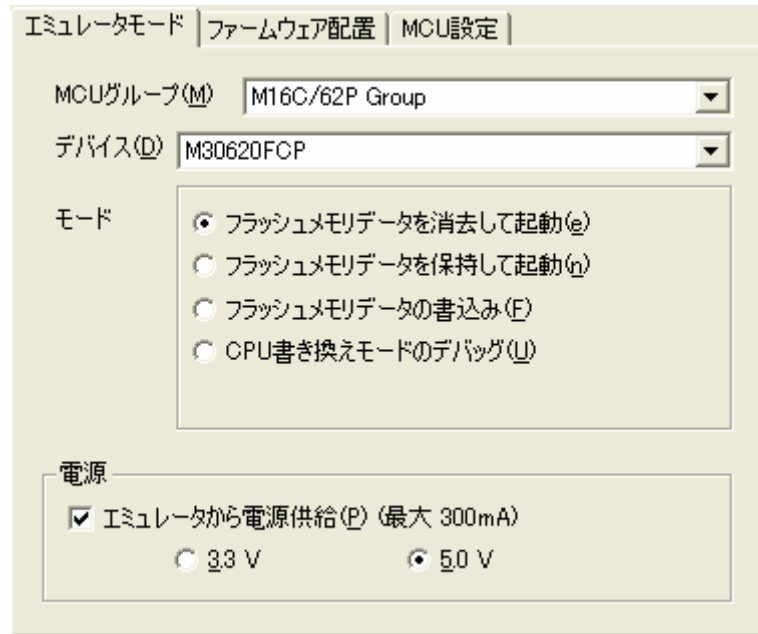 エミュレータモード ファームウェア配置 MCU設定
MCUグループ(M) M16C/62P Group
デバイス(D) M30620FCP
モード
フラッシュメモリデータを消去して起動(e)
フラッシュメモリデータを保持して起動(n)
フラッシュメモリデータの書込み(F)
CPU書き換えモードのデバッグ(U)
電源
エミュレータから電源供給(P) (最大 300mA)
3.3 V 5.0 V